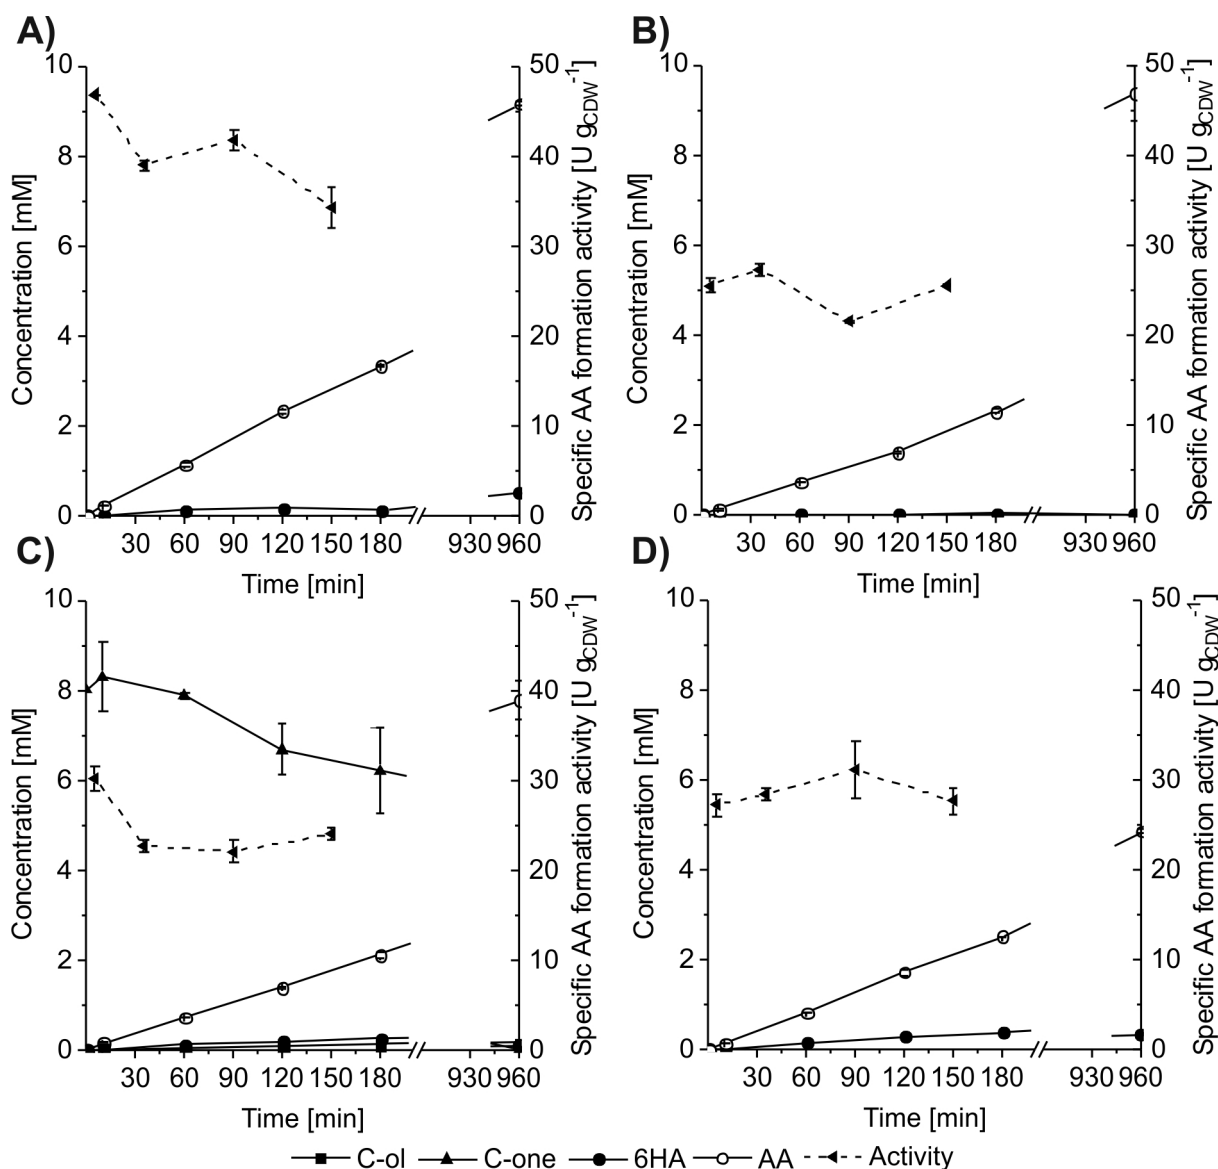 A)
Concentration [mM]
10
8
6
4
2
0
50
40
30
20
10
0
Specific AA formation activity [U gCDW-1]
30 60 90 120 150 180 930 960
Time [min]
B)
Concentration [mM]
10
8
6
4
2
0
50
40
30
20
10
0
Specific AA formation activity [U gCDW-1]
30 60 90 120 150 180 930 960
Time [min]
C)
Concentration [mM]
10
8
6
4
2
0
50
40
30
20
10
0
Specific AA formation activity [U gCDW-1]
30 60 90 120 150 180 930 960
Time [min]
D)
Concentration [mM]
10
8
6
4
2
0
50
40
30
20
10
0
Specific AA formation activity [U gCDW-1]
30 60 90 120 150 180 930 960
Time [min]
C-ol C-one 6HA AA Activity